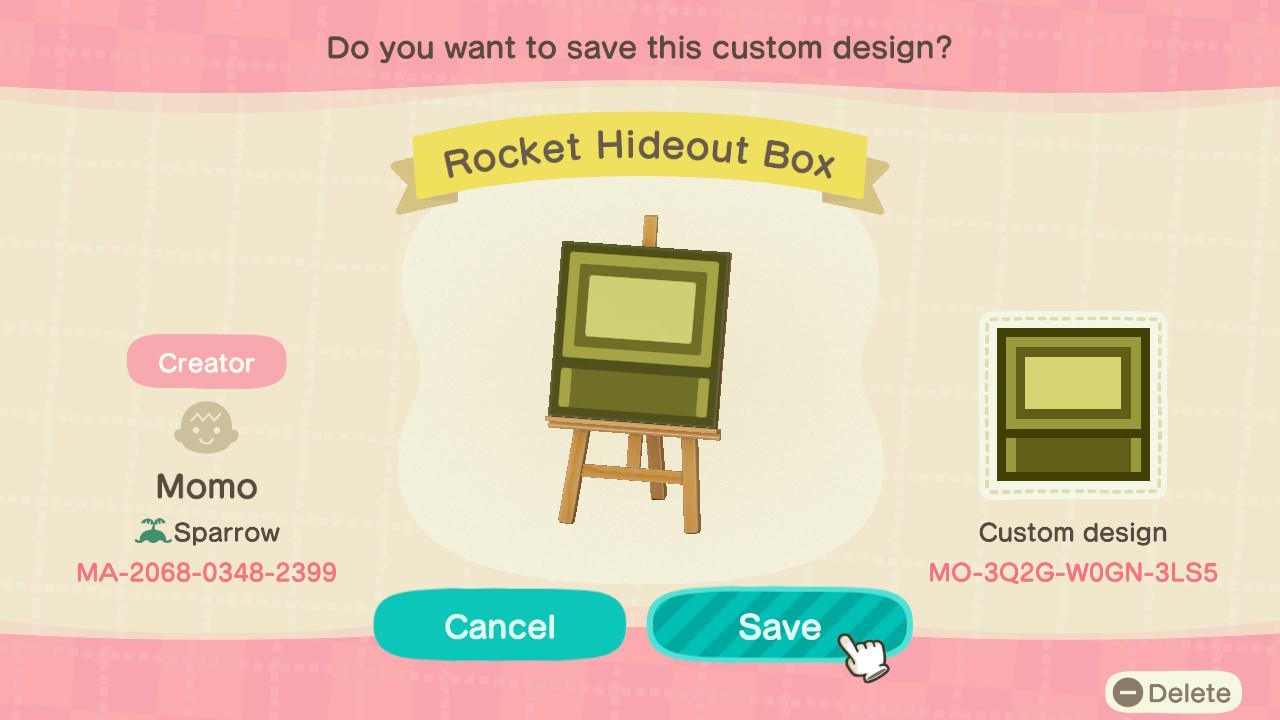 Do you want to save this custom design?
Rocket Hideout Box
Creator
Momo
Sparrow
MA-2068-0348-2399
Custom design
MO-3Q2G-W0GN-3LS5
Cancel
Save
Delete